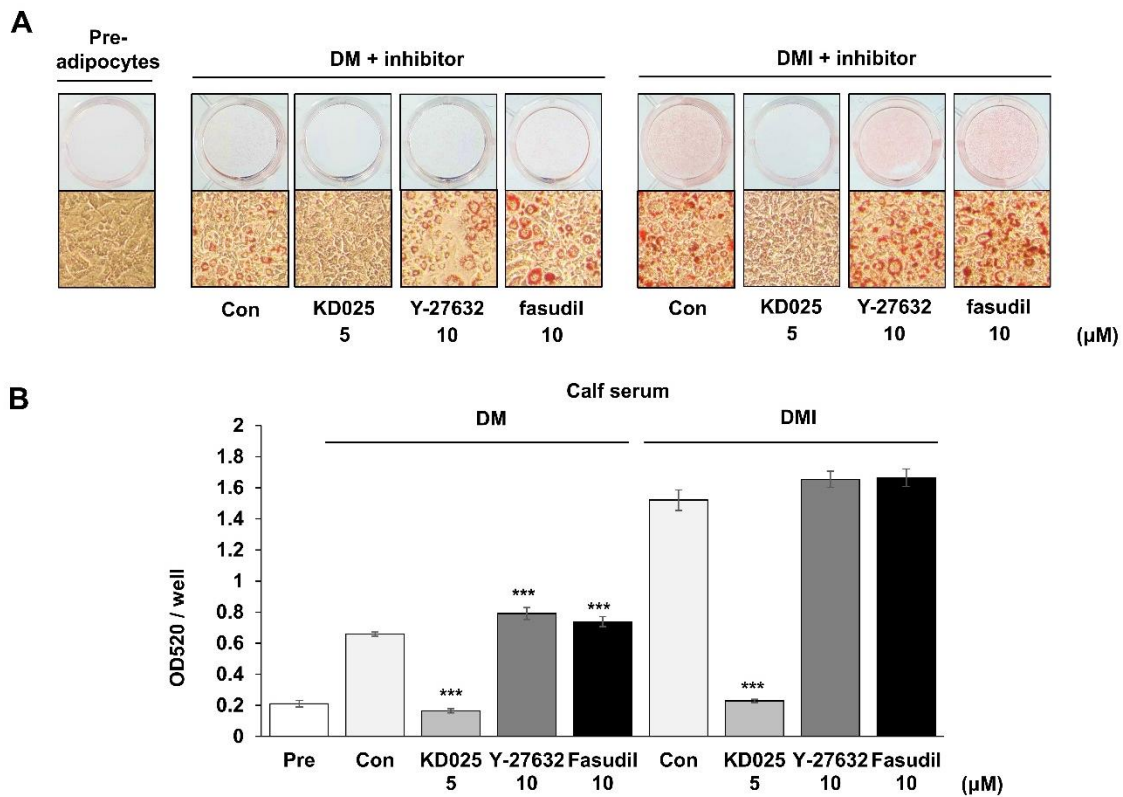 A
Pre-
adipocytes
DM + inhibitor
DMI + inhibitor
Con
KD025
5
Y-27632
10
fasudil
10
Con
KD025
5
Y-27632
10
fasudil
10
(µM)
B
Calf serum
DM
DMI
OD520 / well
2
1.8
1.6
1.4
1.2
1
0.8
0.6
0.4
0.2
0
***
***
***
***
Pre
Con
KD025
5
Y-27632
10
Fasudil
10
Con
KD025
5
Y-27632
10
Fasudil
10
(µM)